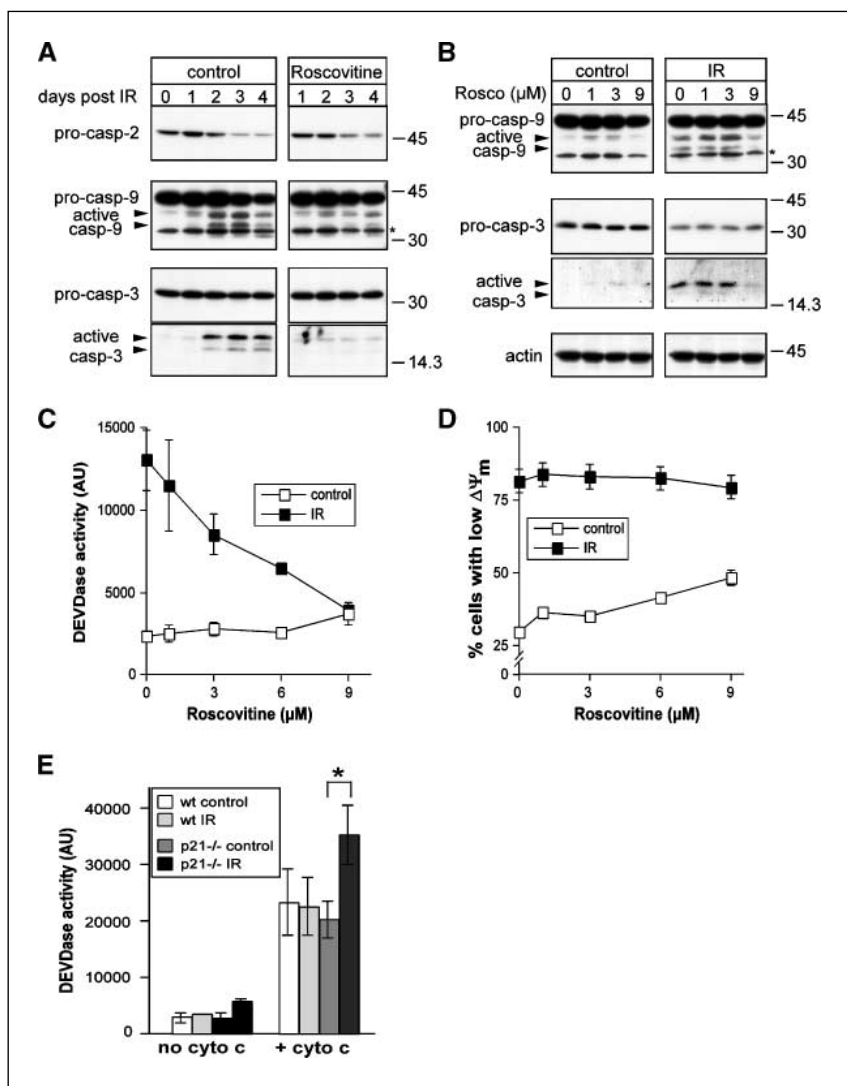 A
control Roscovitine
days post IR 0 1 2 3 4 1 2 3 4
pro-casp-2 45
pro-casp-9 45
active
casp-9 * 30
pro-casp-3 30
active
casp-3 14.3
B
control IR
Rosco (µM) 0 1 3 9 0 1 3 9
pro-casp-9 45
active
casp-9 * 30
pro-casp-3 45
30
active
casp-3 14.3
actin 45
C
DEVDase activity (AU)
15000
10000
5000
0
control
IR
0 3 6 9
Roscovitine (µM)
D
% cells with low ΔΨm
100
75
50
25
control
IR
0 3 6 9
Roscovitine (µM)
E
DEVDase activity (AU)
40000
30000
20000
10000
0
wt control
wt IR
p21-/- control
p21-/- IR
*
no cyto c + cyto c